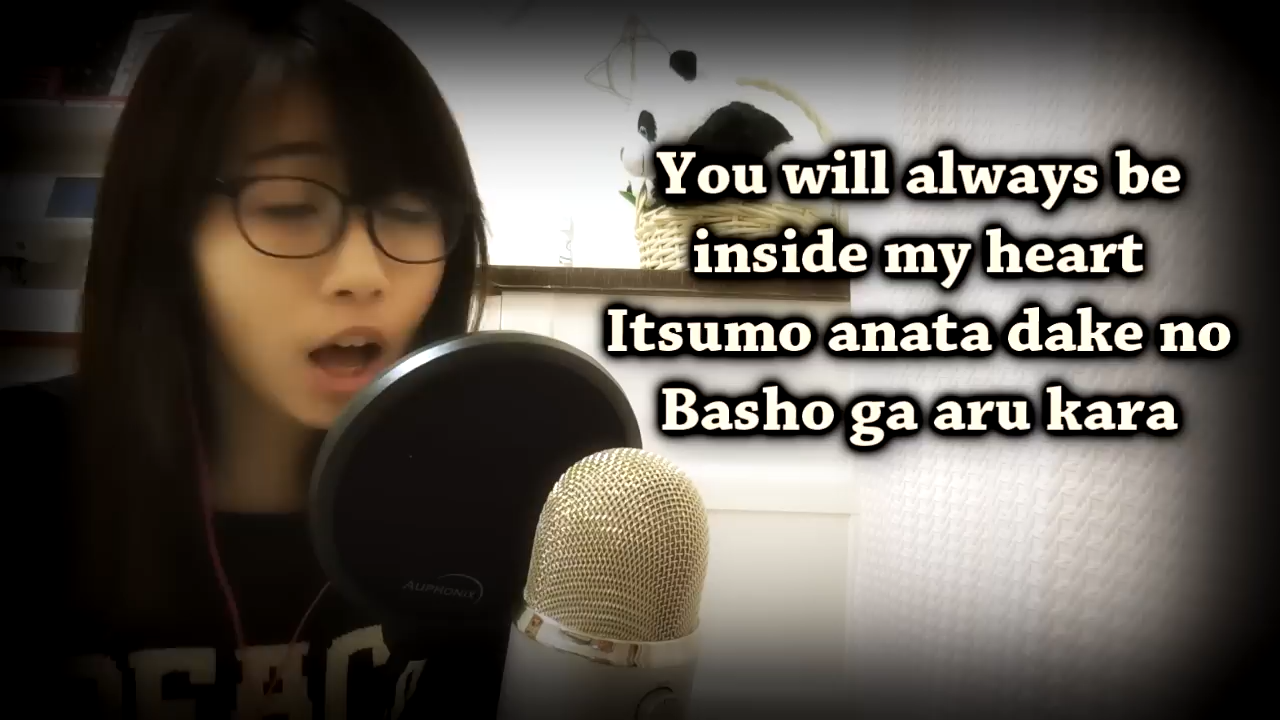 You will always be
inside my heart
Itsumo anata dake no
Basho ga aru kara
AUPHONIX